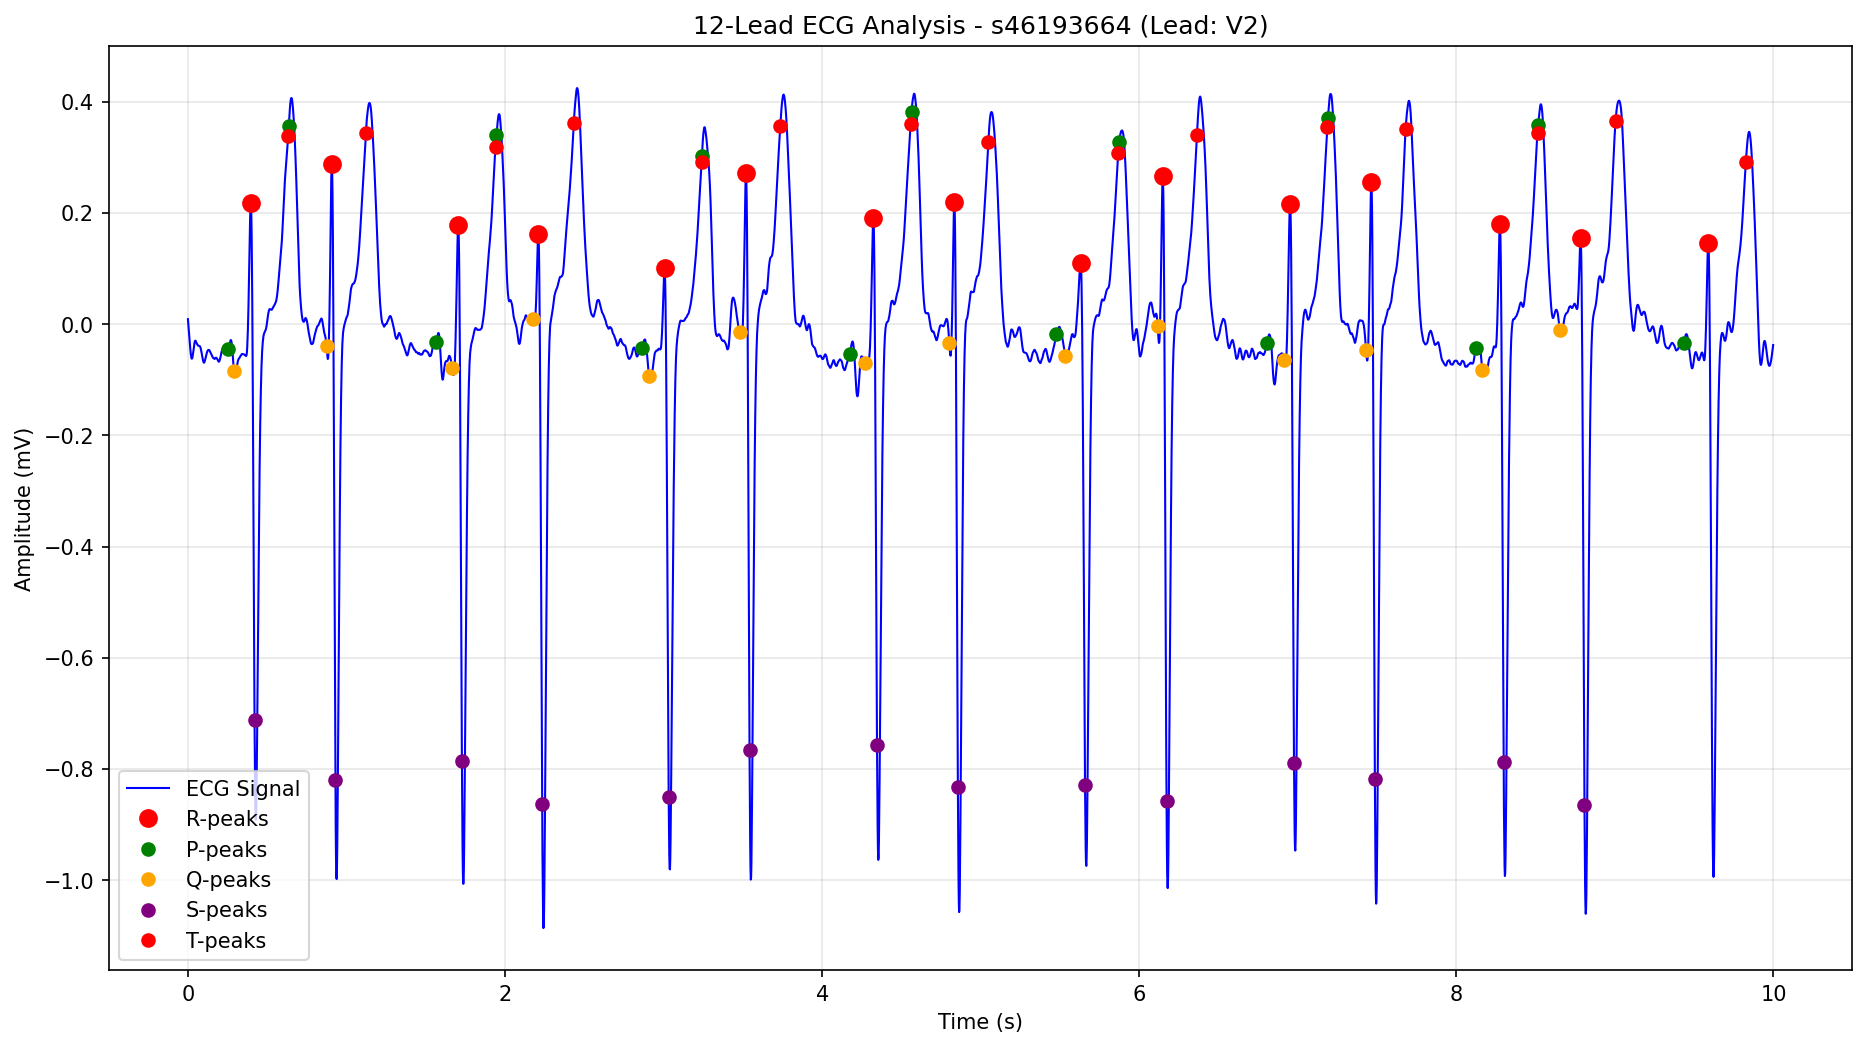 12-Lead ECG Analysis - s46193664 (Lead: V2)
Amplitude (mV)
0.4
0.2
0.0
−0.2
−0.4
−0.6
−0.8
−1.0
ECG Signal
R-peaks
P-peaks
Q-peaks
S-peaks
T-peaks
0 2 4 6 8 10
Time (s)